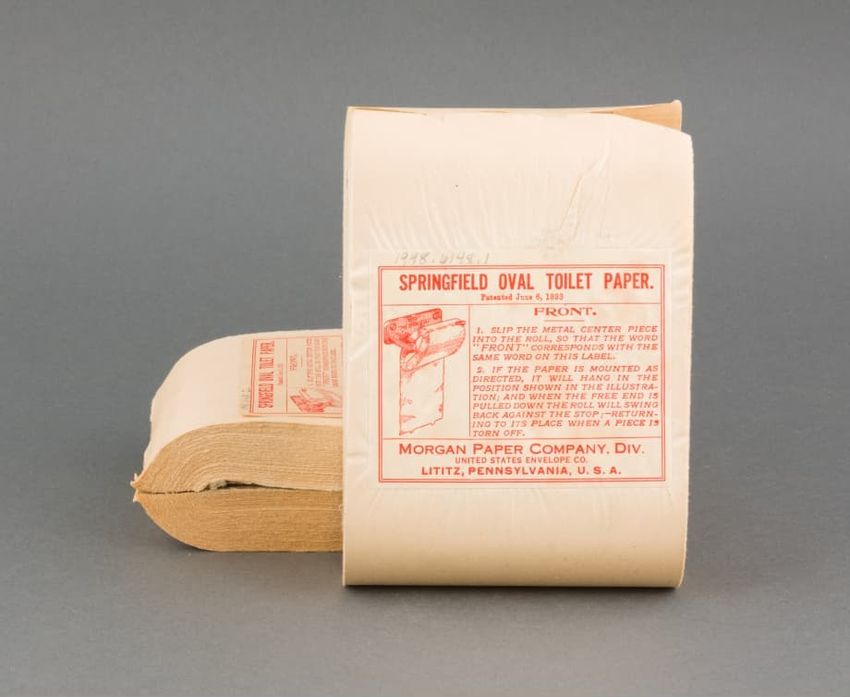 1948.6148.1
SPRINGFIELD OVAL TOILET PAPER.
Patented June 6, 1893
FRONT.
1. SLIP THE METAL CENTER PIECE
INTO THE ROLL, SO THAT THE WORD
"FRONT" CORRESPONDS WITH THE
SAME WORD ON THIS LABEL.
2. IF THE PAPER IS MOUNTED AS
DIRECTED, IT WILL HANG IN THE
POSITION SHOWN IN THE ILLUSTRA-
TION; AND WHEN THE FREE END IS
PULLED DOWN THE ROLL WILL SWING
BACK AGAINST THE STOP;—RETURN-
ING TO ITS PLACE WHEN A PIECE IS
TORN OFF.
MORGAN PAPER COMPANY, DIV.
UNITED STATES ENVELOPE CO.
LITITZ, PENNSYLVANIA, U. S. A.
SPRINGFIELD OVAL TOILET PAPER.
FRONT.